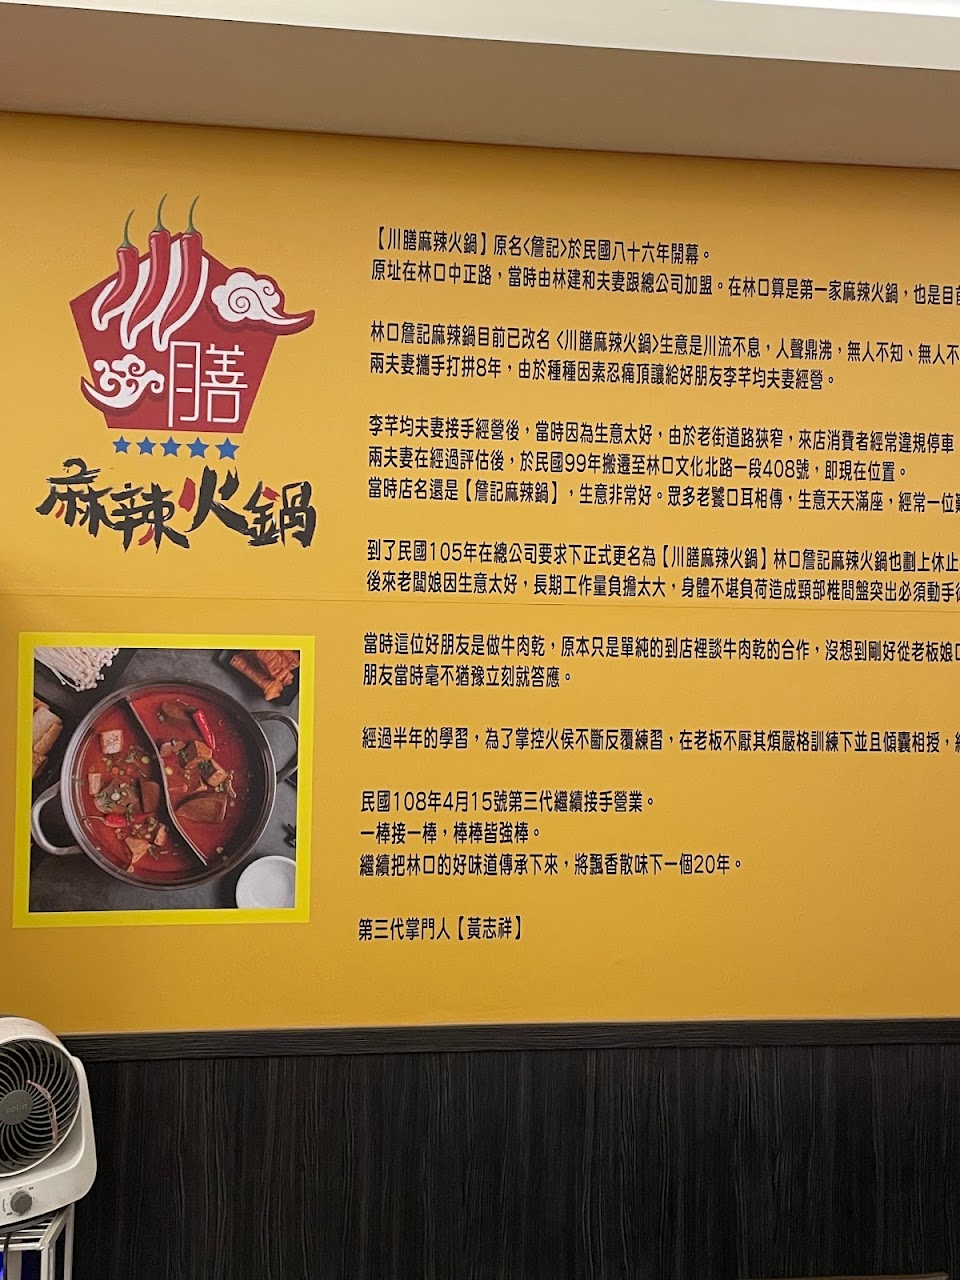 川膳
麻辣火鍋
【川膳麻辣火鍋】原名<詹記>於民國八十六年開幕。
原址在林口中正路，當時由林建和夫妻跟總公司加盟。在林口算是第一家麻辣火鍋，也是目前
林口詹記麻辣鍋目前已改名 <川膳麻辣火鍋>生意是川流不息，人聲鼎沸，無人不知、無人不
兩夫妻攜手打拼8年，由於種種因素忍痛頂讓給好朋友李芊均夫妻經營。
李芊均夫妻接手經營後，當時因為生意太好，由於老街道路狹窄，來店消費者經常違規停車
兩夫妻在經過評估後，於民國99年搬遷至林口文化北路一段408號，即現在位置。
當時店名還是【詹記麻辣鍋】，生意非常好。眾多老饕口耳相傳，生意天天滿座，經常一位難
到了民國105年在總公司要求下正式更名為【川膳麻辣火鍋】林口詹記麻辣火鍋也劃上休止
後來老闆娘因生意太好，長期工作量負擔太大，身體不堪負荷造成頸部椎間盤突出必須動手術
當時這位好朋友是做牛肉乾，原本只是單純的到店裡談牛肉乾的合作，沒想到剛好從老板娘口
朋友當時毫不猶豫立刻就答應。
經過半年的學習，為了掌控火侯不斷反覆練習，在老板不厭其煩嚴格訓練下並且傾囊相授，終
民國108年4月15號第三代繼續接手營業。
一棒接一棒，棒棒皆強棒。
繼續把林口的好味道傳承下來，將飄香散味下一個20年。
第三代掌門人【黃志祥】